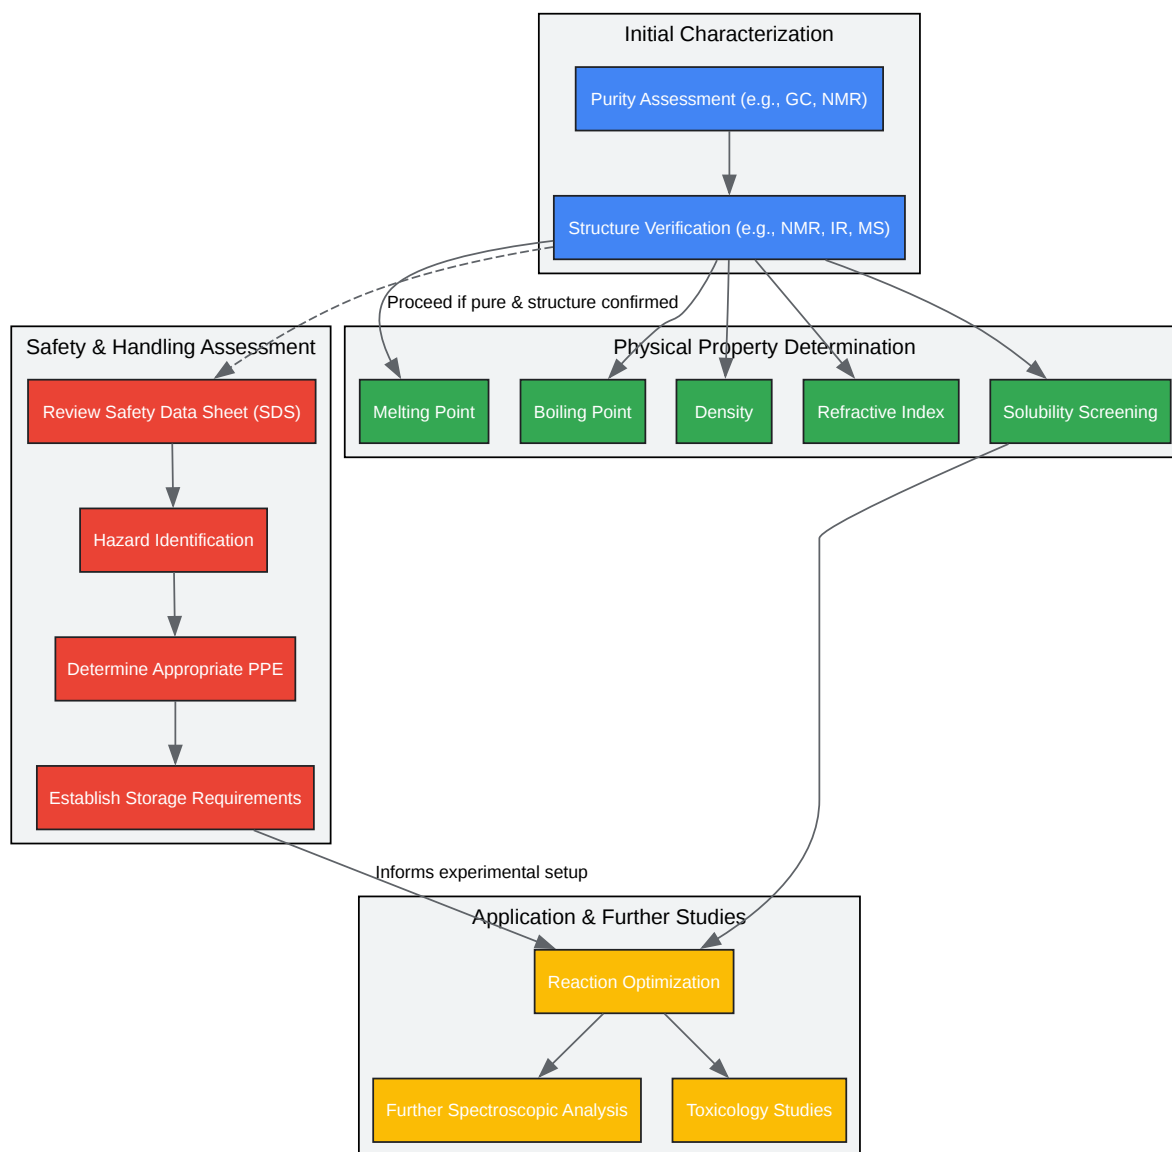 Initial Characterization
Purity Assessment (e.g., GC, NMR)
Structure Verification (e.g., NMR, IR, MS)
Proceed if pure & structure confirmed
Safety & Handling Assessment
Physical Property Determination
Review Safety Data Sheet (SDS)
Melting Point
Boiling Point
Density
Refractive Index
Solubility Screening
Hazard Identification
Determine Appropriate PPE
Establish Storage Requirements
Informs experimental setup
Application & Further Studies
Reaction Optimization
Further Spectroscopic Analysis
Toxicology Studies